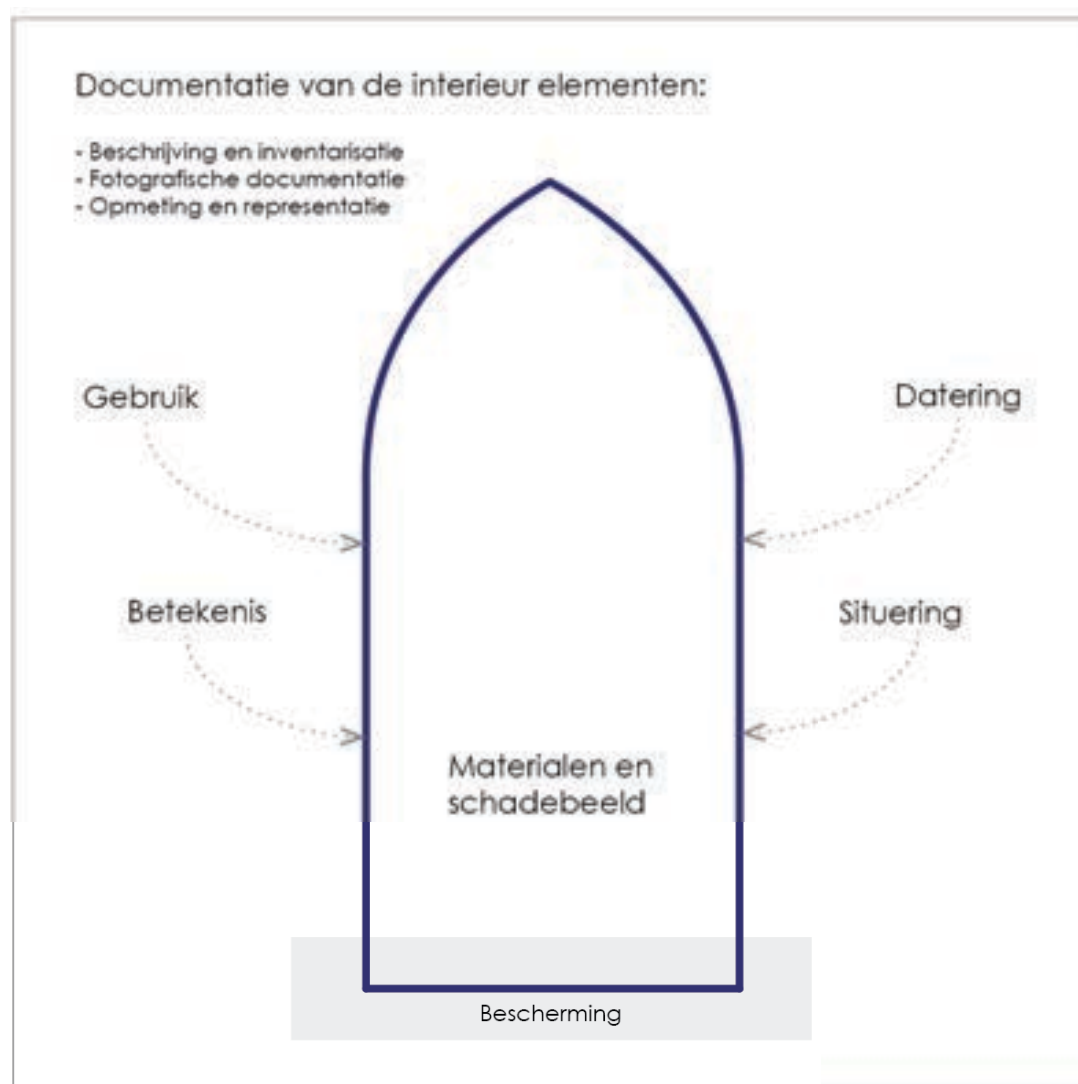 Documentatie van de interieur elementen:
- Beschrijving en inventarisatie
- Fotografische documentatie
- Opmeting en representatie
Gebruik
Datering
Betekenis
Situering
Materialen en
schadebeeld
Bescherming